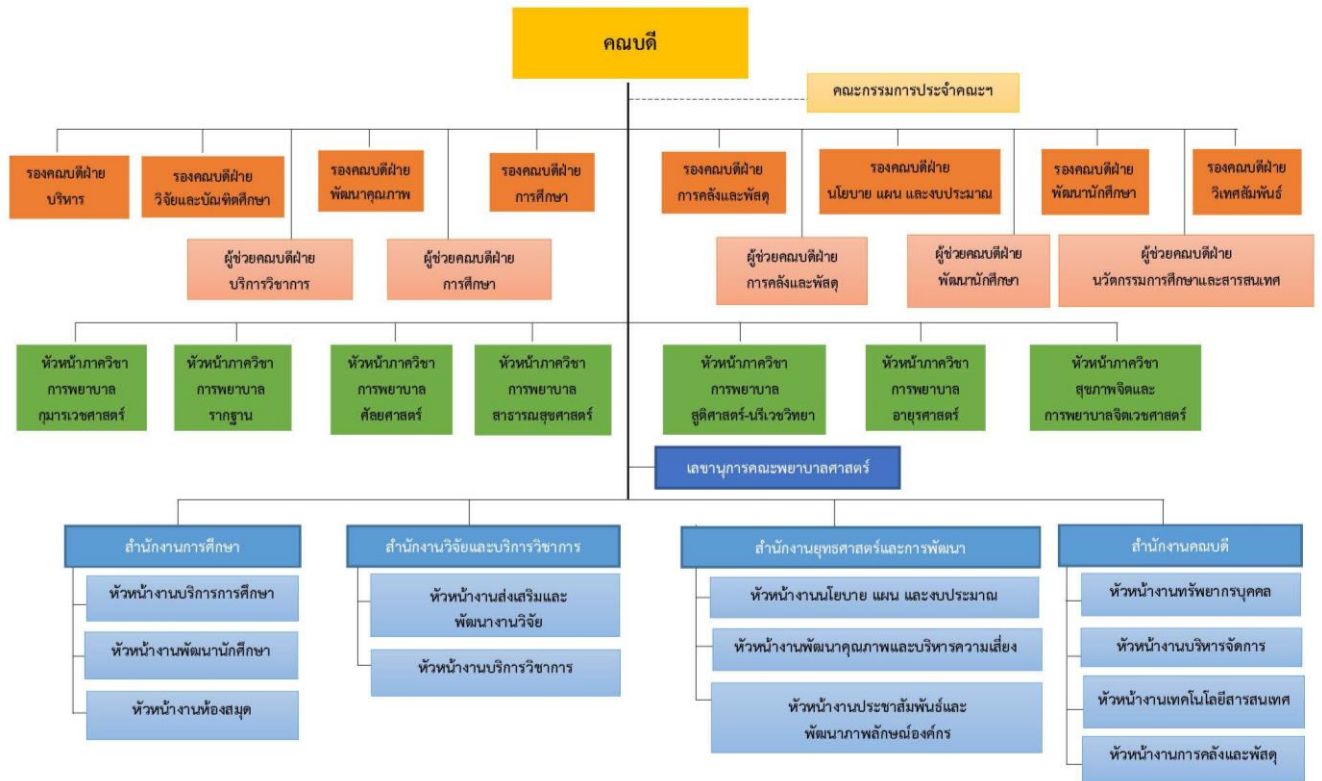 คณบดี
คณะกรรมการประจำคณะฯ
รองคณบดีฝ่าย
บริหาร
รองคณบดีฝ่าย
วิจัยและบัณฑิตศึกษา
รองคณบดีฝ่าย
พัฒนาคุณภาพ
รองคณบดีฝ่าย
การศึกษา
รองคณบดีฝ่าย
การคลังและพัสดุ
รองคณบดีฝ่าย
นโยบาย แผน และงบประมาณ
รองคณบดีฝ่าย
พัฒนานักศึกษา
รองคณบดีฝ่าย
วิเทศสัมพันธ์
ผู้ช่วยคณบดีฝ่าย
บริการวิชาการ
ผู้ช่วยคณบดีฝ่าย
การศึกษา
ผู้ช่วยคณบดีฝ่าย
การคลังและพัสดุ
ผู้ช่วยคณบดีฝ่าย
พัฒนานักศึกษา
ผู้ช่วยคณบดีฝ่าย
นวัตกรรมการศึกษาและสารสนเทศ
หัวหน้าภาควิชา
การพยาบาล
กุมารเวชศาสตร์
หัวหน้าภาควิชา
การพยาบาล
รากฐาน
หัวหน้าภาควิชา
การพยาบาล
ศัลยศาสตร์
หัวหน้าภาควิชา
การพยาบาล
สาธารณสุขศาสตร์
หัวหน้าภาควิชา
การพยาบาล
สูติศาสตร์-นรีเวชวิทยา
หัวหน้าภาควิชา
การพยาบาล
อายุรศาสตร์
หัวหน้าภาควิชา
สุขภาพจิตและ
การพยาบาลจิตเวชศาสตร์
เลขานุการคณะพยาบาลศาสตร์
สำนักงานการศึกษา
หัวหน้างานบริการการศึกษา
หัวหน้างานพัฒนานักศึกษา
หัวหน้างานห้องสมุด
สำนักงานวิจัยและบริการวิชาการ
หัวหน้างานส่งเสริมและ
พัฒนางานวิจัย
หัวหน้างานบริการวิชาการ
สำนักงานยุทธศาสตร์และการพัฒนา
หัวหน้างานนโยบาย แผน และงบประมาณ
หัวหน้างานพัฒนาคุณภาพและบริหารความเสี่ยง
หัวหน้างานประชาสัมพันธ์และ
พัฒนาภาพลักษณ์องค์กร
สำนักงานคณบดี
หัวหน้างานทรัพยากรบุคคล
หัวหน้างานบริหารจัดการ
หัวหน้างานเทคโนโลยีสารสนเทศ
หัวหน้างานการคลังและพัสดุ